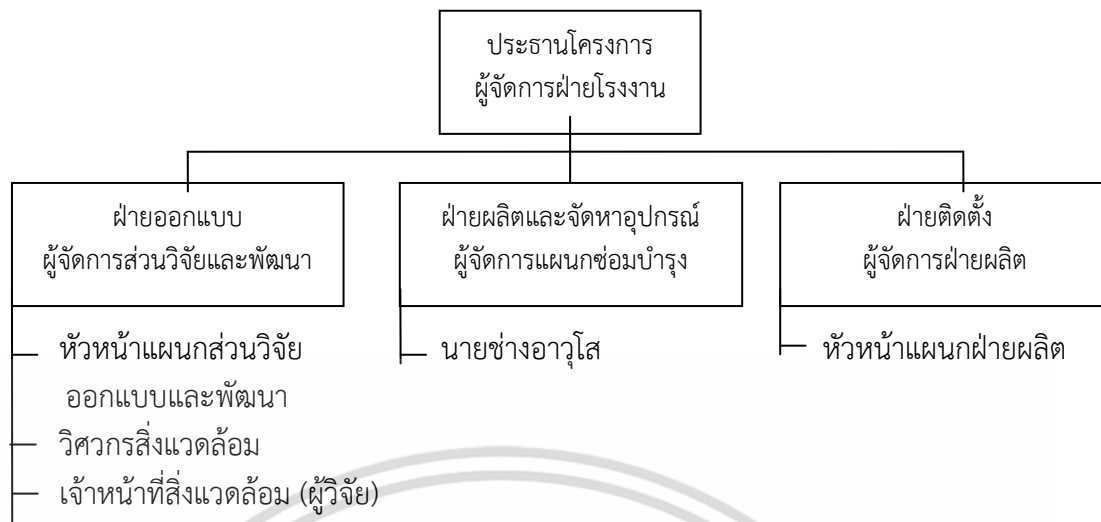 ประธานโครงการ
ผู้จัดการฝ่ายโรงงาน
ฝ่ายออกแบบ
ผู้จัดการส่วนวิจัยและพัฒนา
ฝ่ายผลิตและจัดหาอุปกรณ์
ผู้จัดการแผนกซ่อมบำรุง
ฝ่ายติดตั้ง
ผู้จัดการฝ่ายผลิต
หัวหน้าแผนกส่วนวิจัย
ออกแบบและพัฒนา
วิศวกรสิ่งแวดล้อม
เจ้าหน้าที่สิ่งแวดล้อม (ผู้วิจัย)
นายช่างอาวุโส
หัวหน้าแผนกฝ่ายผลิต